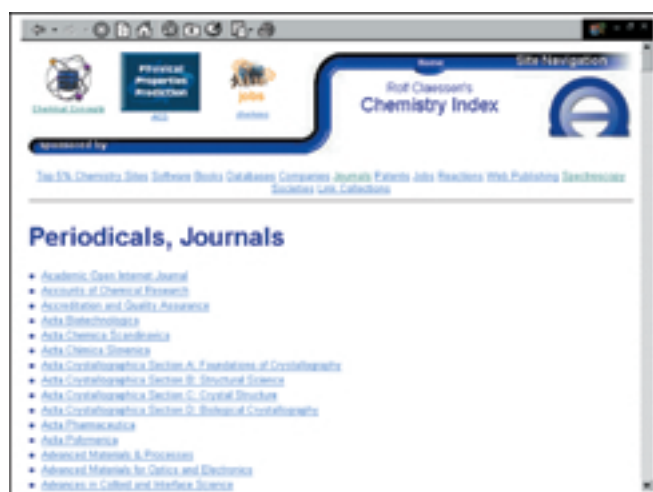 Physical
Properties
Prediction
jobs
Chemical Concepts
ACD
Home
Site Navigation
Rolf Claessen's
Chemistry Index
sponsored by
Top 5% Chemistry Sites Software Books Databases Companies Journals Patents Jobs Reactions Web Publishing Spectroscopy
Societies Link Collections
Periodicals, Journals
Academic Open Internet Journal
Accounts of Chemical Research
Accreditation and Quality Assurance
Acta Biotechnologica
Acta Chemica Scandinavica
Acta Chimica Slovenica
Acta Crystallographica Section A: Foundations of Crystallography
Acta Crystallographica Section B: Structural Science
Acta Crystallographica Section C: Crystal Structure
Acta Crystallographica Section D: Biological Crystallography
Acta Pharmaceutica
Acta Polymerica
Advanced Materials & Processes
Advanced Materials for Optics and Electronics
Advances in Colloid and Interface Science